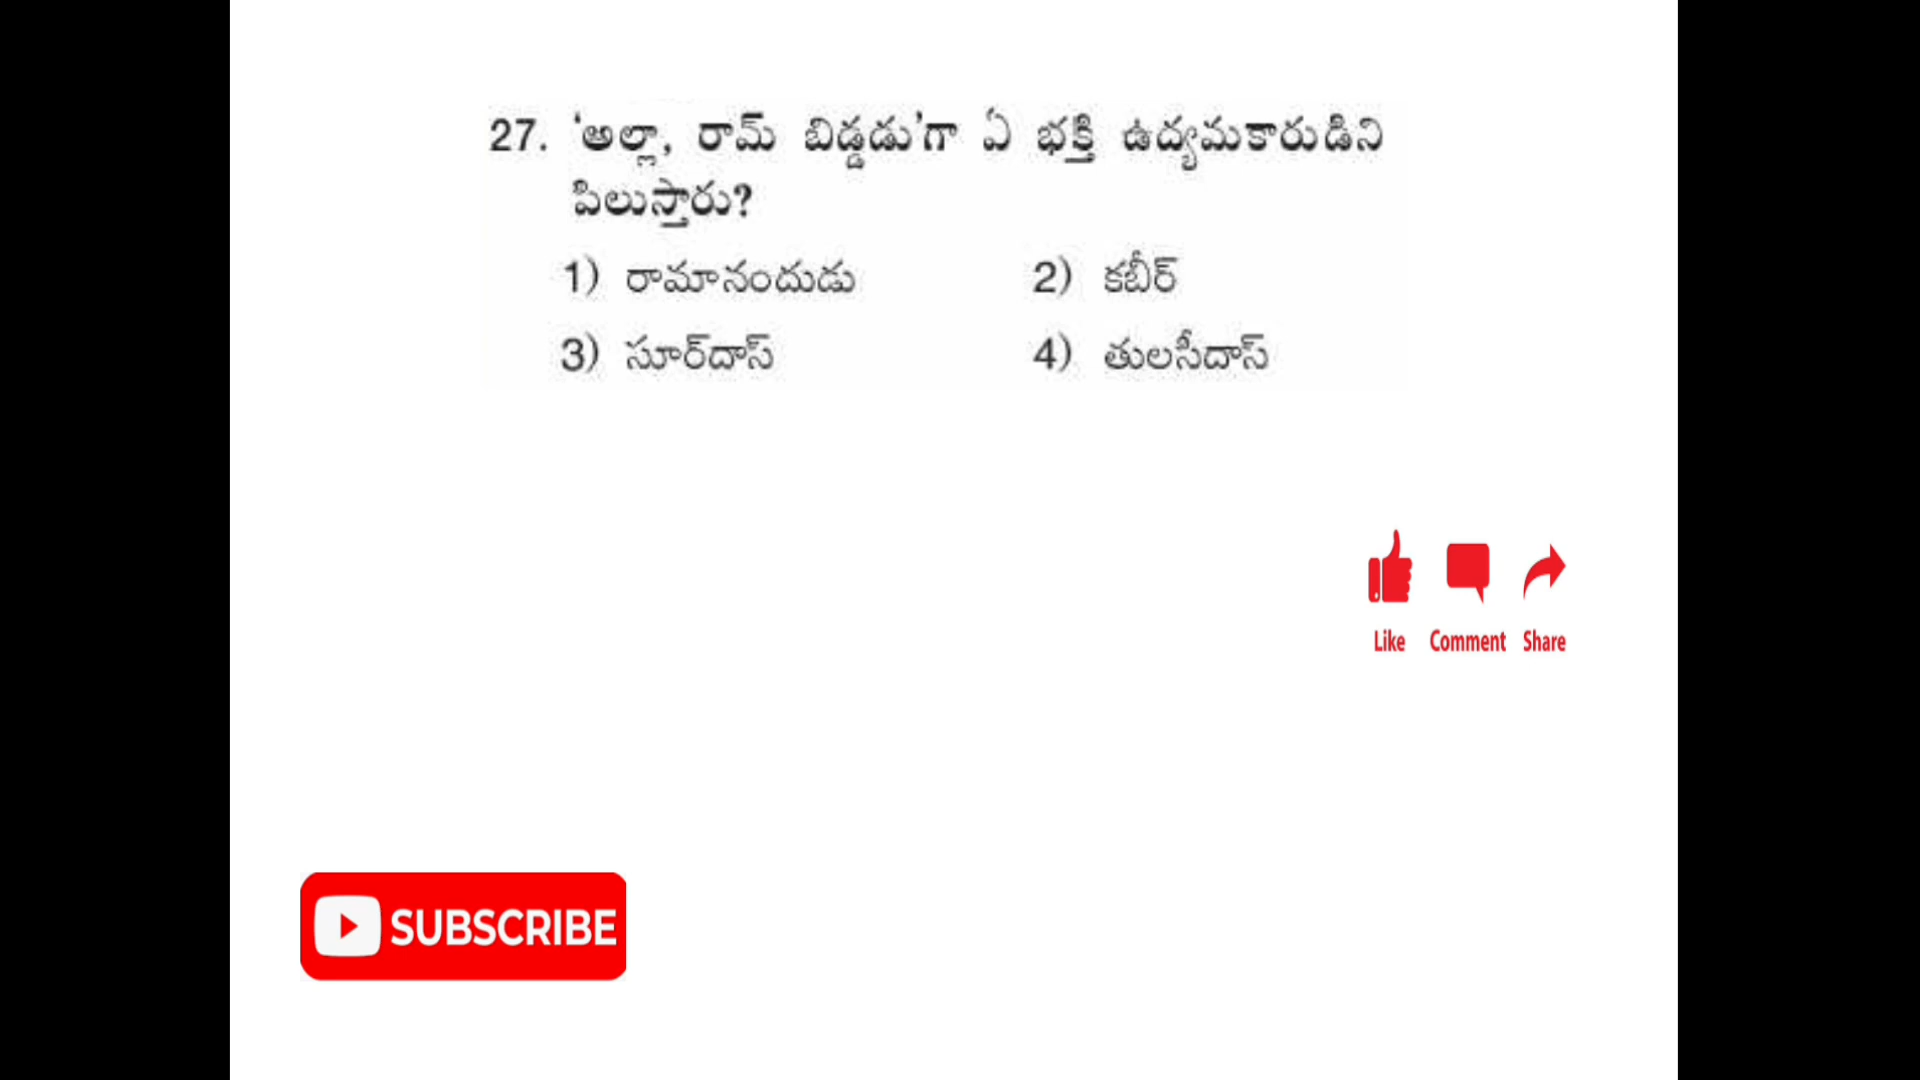 27. 'అల్లా, రామ్ బిడ్డడు'గా ఏ భక్తి ఉద్యమకారుడిని
పిలుస్తారు?
1) రామానందుడు 2) కబీర్
3) సూర్‌దాస్ 4) తులసీదాస్
Like Comment Share
SUBSCRIBE